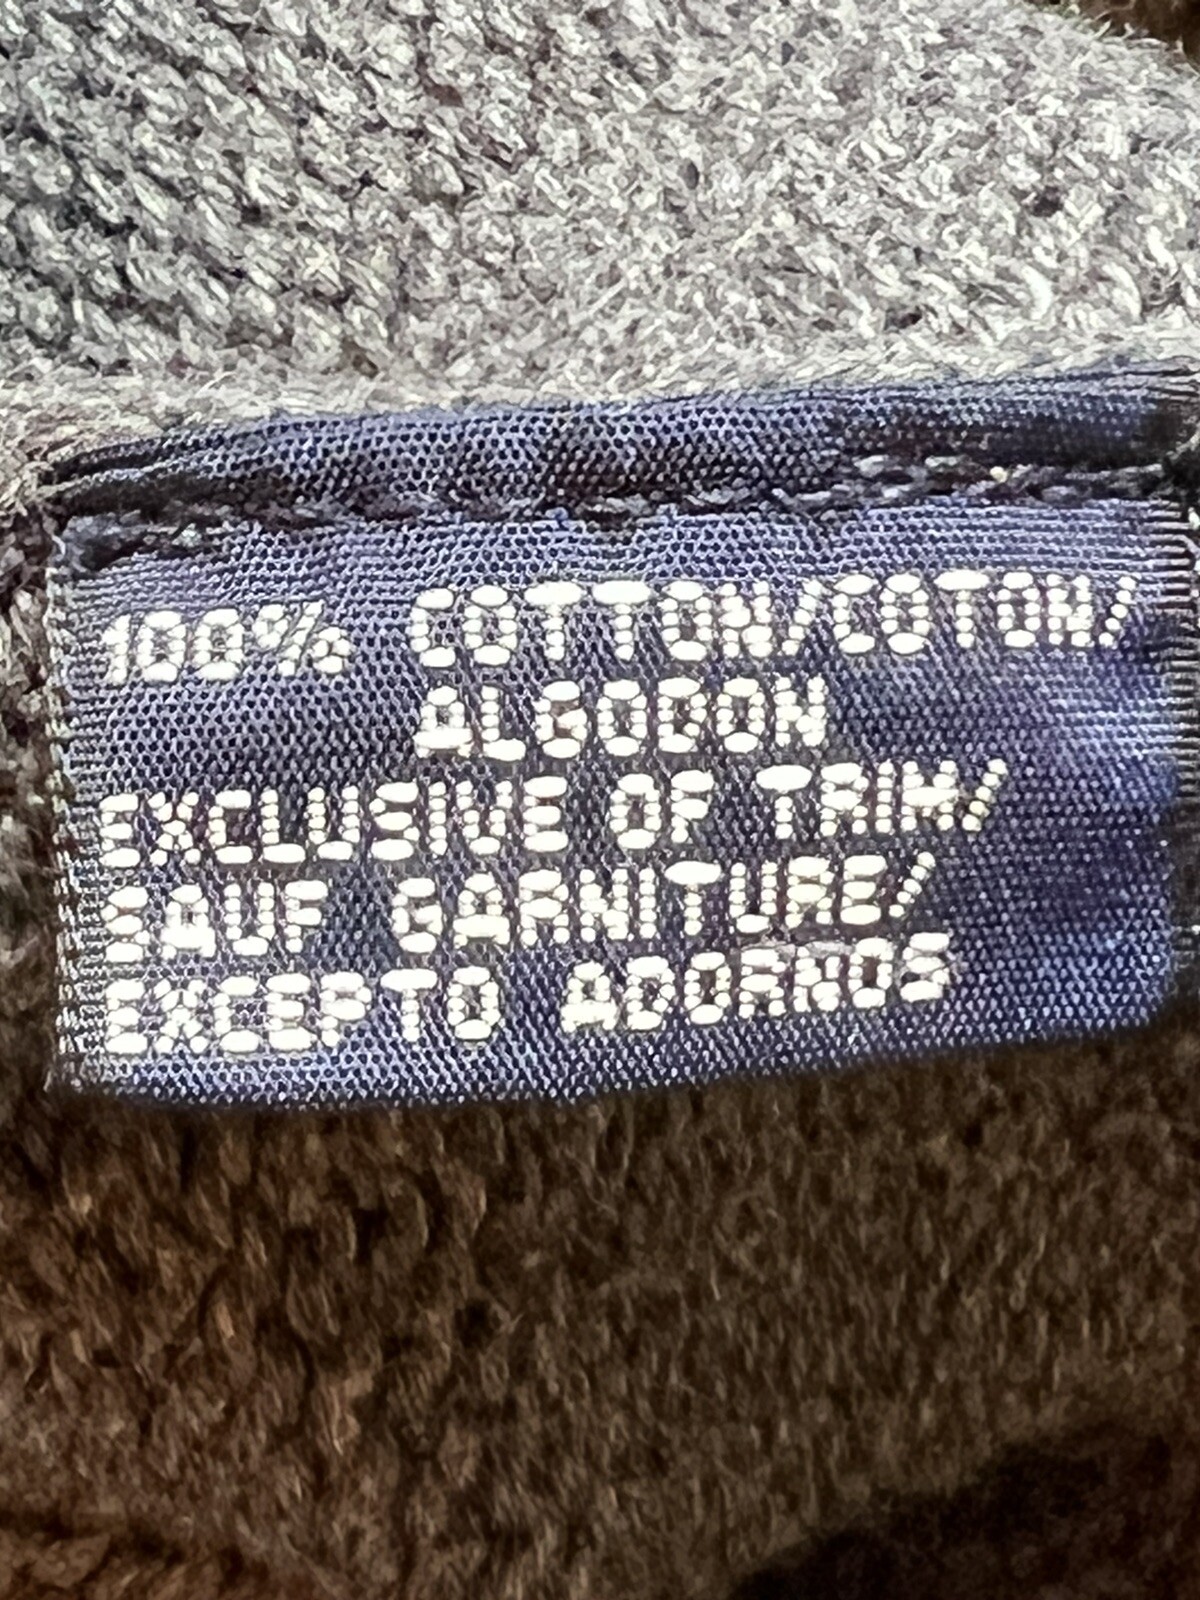 100% COTTON/COTON/
ALGODON
EXCLUSIVE OF TRIM/
SAUF GARNITURE/
EXCEPTO ADORNOS